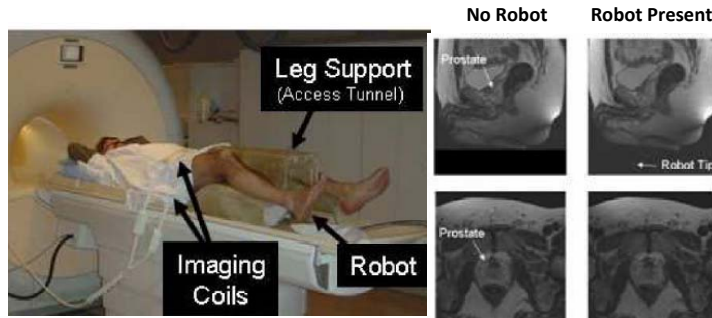 No Robot
Robot Present
Leg Support
(Access Tunnel)
Imaging
Coils
Robot
Prostate
Robot Tip
Prostate